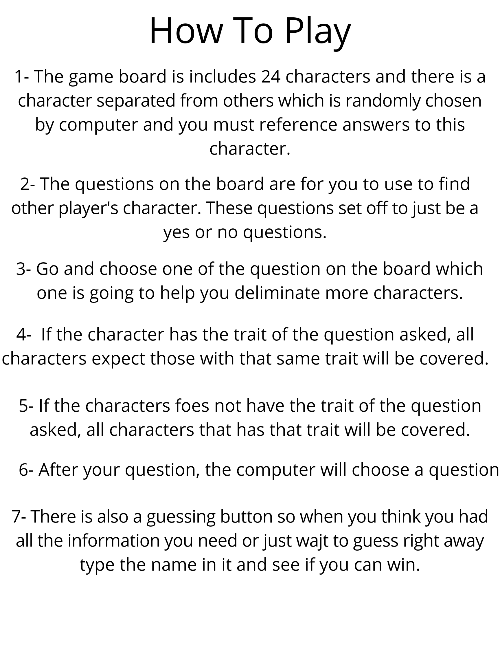 How To Play
1- The game board is includes 24 characters and there is a
character separated from others which is randomly chosen
by computer and you must reference answers to this
character.
2- The questions on the board are for you to use to find
other player's character. These questions set off to just be a
yes or no questions.
3- Go and choose one of the question on the board which
one is going to help you deliminate more characters.
4-  If the character has the trait of the question asked, all
characters expect those with that same trait will be covered.
5- If the characters foes not have the trait of the question
asked, all characters that has that trait will be covered.
6- After your question, the computer will choose a question
7- There is also a guessing button so when you think you had
all the information you need or just wajt to guess right away
type the name in it and see if you can win.